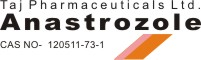 Taj Pharmaceuticals Ltd.
Anastrozole
CAS NO- 120511-73-1